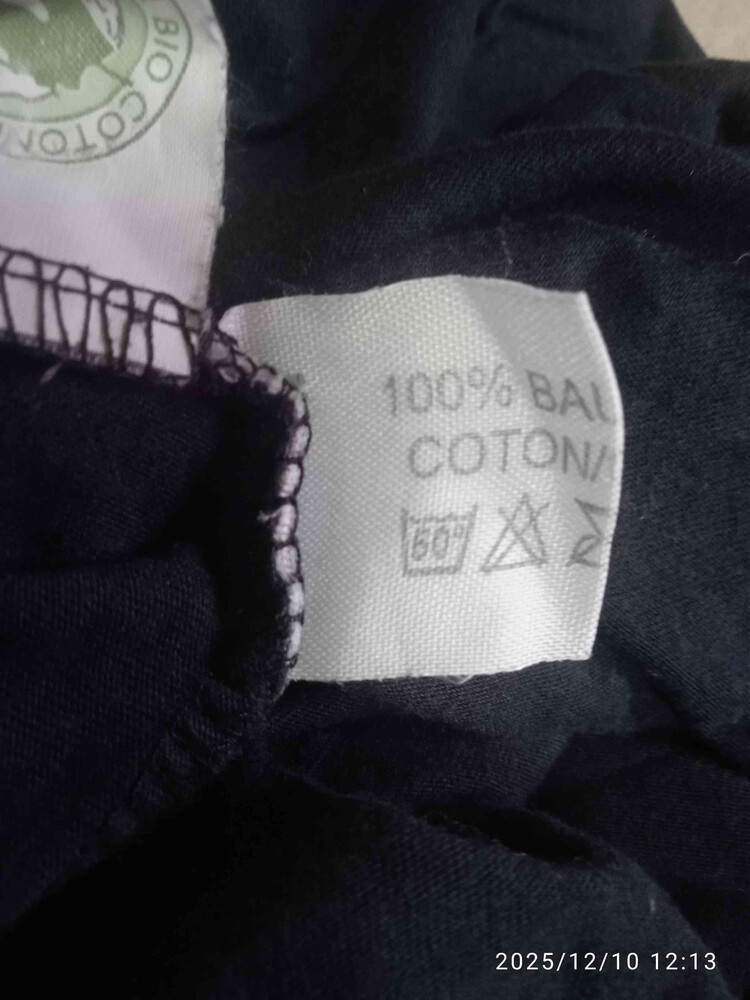 BIO COTON
100% BAU
COTON/
60°
2025/12/10 12:13